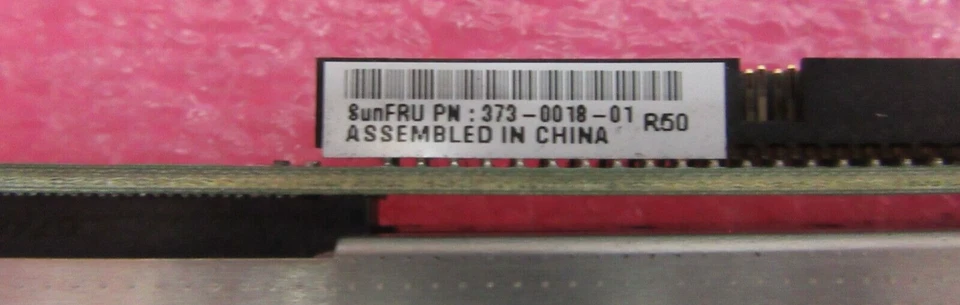 SunFRU PN : 373-0018-01 R50
ASSEMBLED IN CHINA